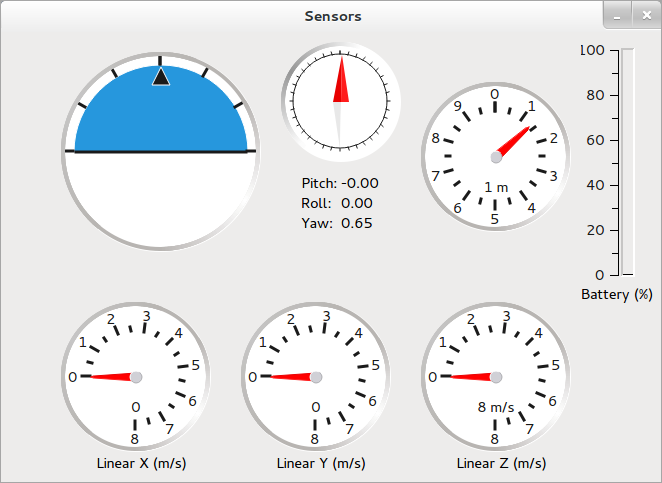 Sensors
Pitch: -0.00
Roll: 0.00
Yaw: 0.65
0 1 2 3 4 5 6 7 8 9
1 m
100
80
60
40
20
0
Battery (%)
0 1 2 3 4 5 6 7 8
0
Linear X (m/s)
0 1 2 3 4 5 6 7 8
0
Linear Y (m/s)
0 1 2 3 4 5 6 7 8
8 m/s
Linear Z (m/s)